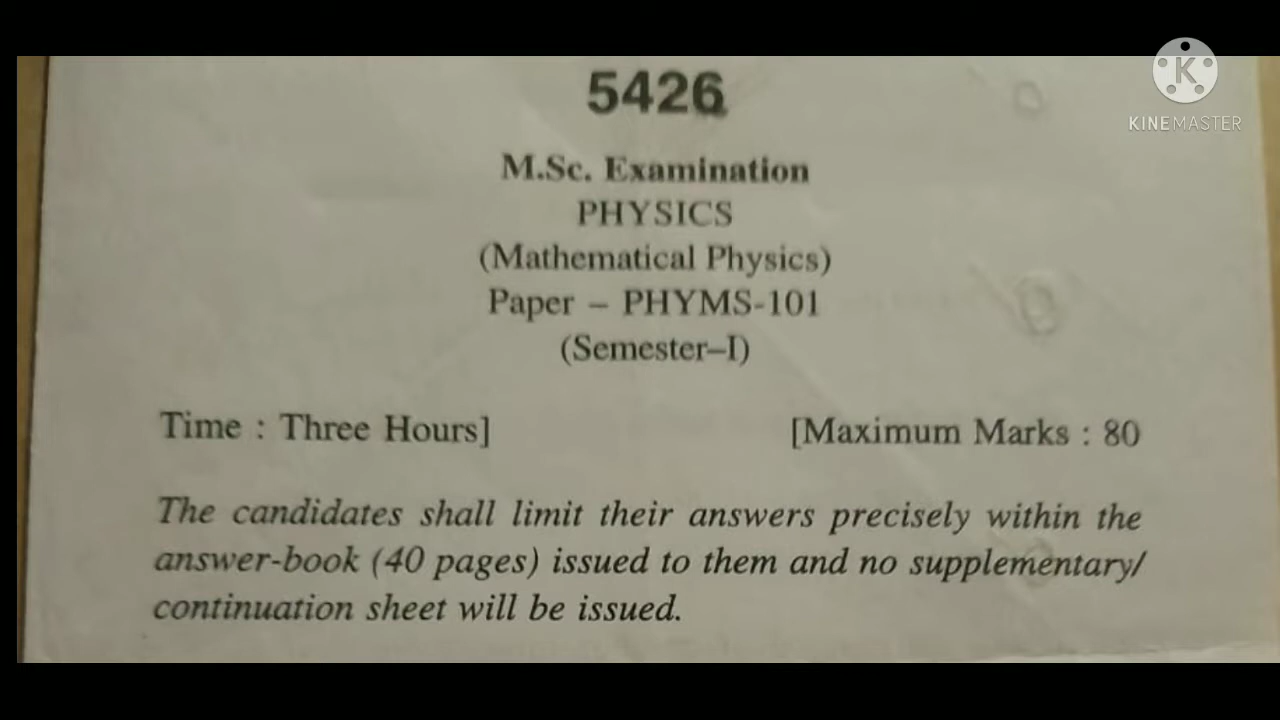 5426
K
KINEMASTER
M.Sc. Examination
PHYSICS
(Mathematical Physics)
Paper – PHYMS-101
(Semester–I)
Time : Three Hours] [Maximum Marks : 80
The candidates shall limit their answers precisely within the
answer-book (40 pages) issued to them and no supplementary/
continuation sheet will be issued.